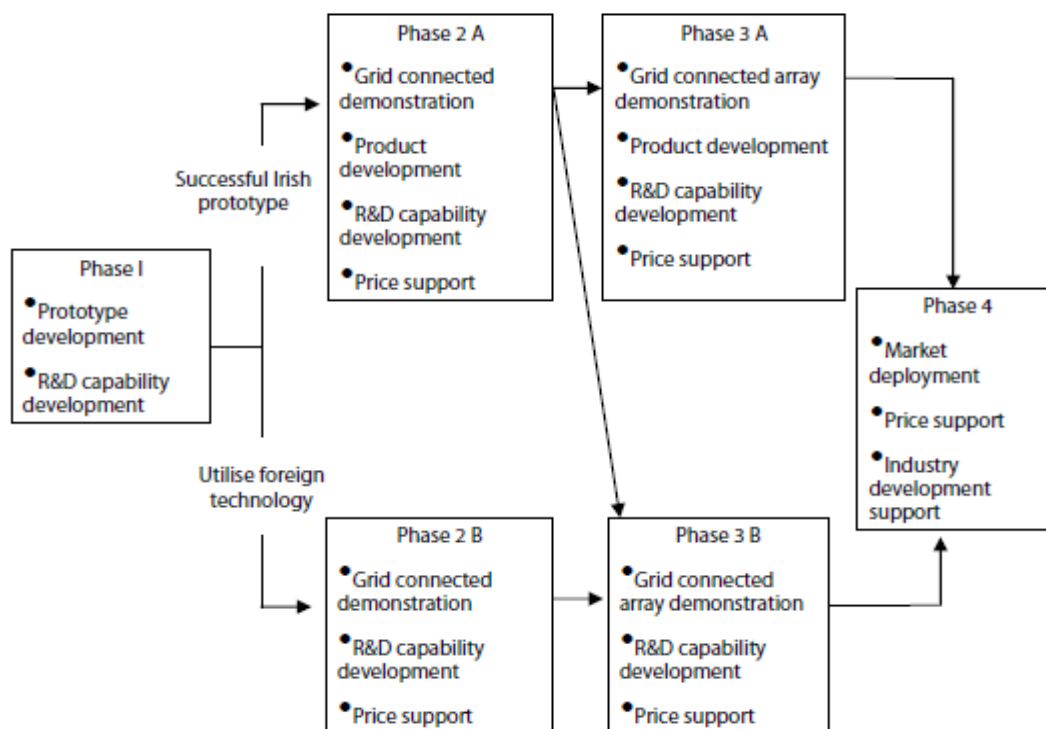 Phase I
●Prototype
development
●R&D capability
development
Successful Irish
prototype
Utilise foreign
technology
Phase 2 A
●Grid connected
demonstration
●Product
development
●R&D capability
development
●Price support
Phase 3 A
●Grid connected array
demonstration
●Product development
●R&D capability
development
●Price support
Phase 2 B
●Grid connected
demonstration
●R&D capability
development
●Price support
Phase 3 B
●Grid connected
array demonstration
●R&D capability
development
●Price support
Phase 4
●Market
deployment
●Price support
●Industry
development
support